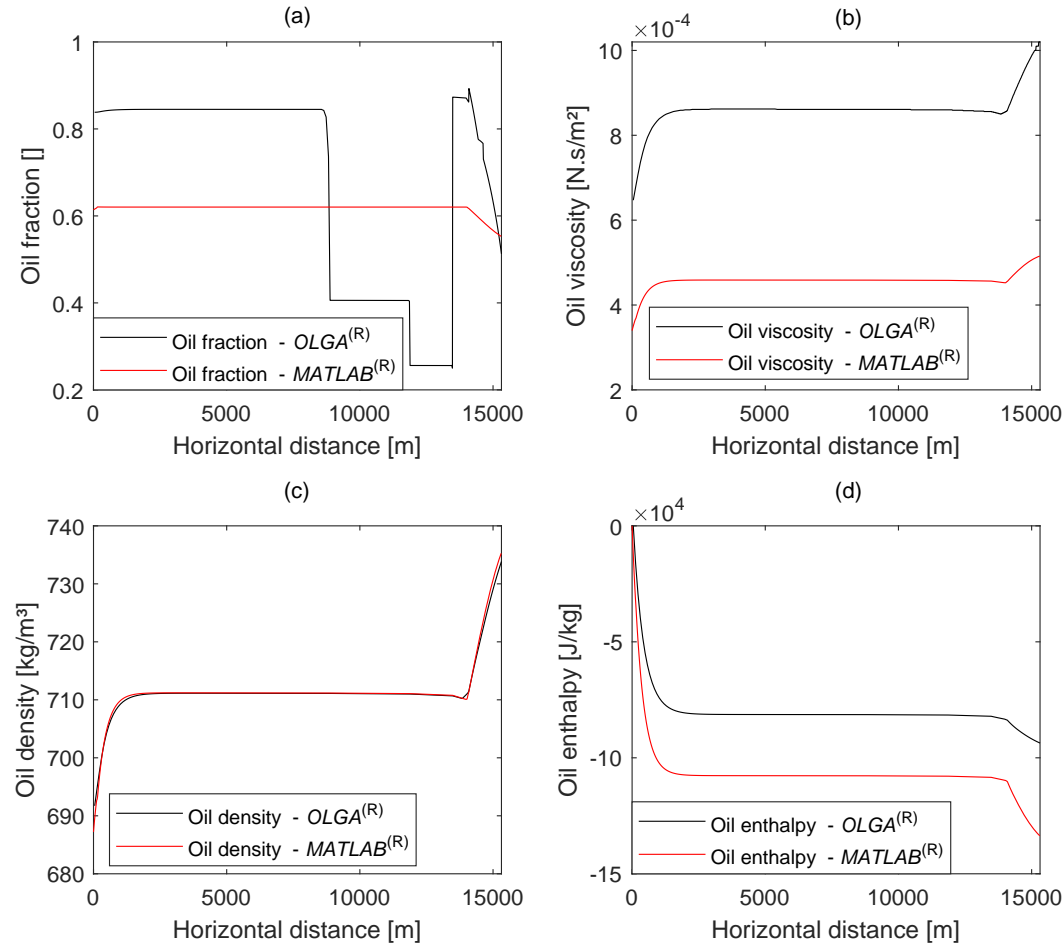 (a)
1
0.8
0.6
0.4
0.2
Oil fraction []
Oil fraction - OLGA(R)
Oil fraction - MATLAB(R)
0 5000 10000 15000
Horizontal distance [m]
(b)
×10-4
10
8
6
4
2
Oil viscosity [N.s/m²]
Oil viscosity - OLGA(R)
Oil viscosity - MATLAB(R)
0 5000 10000 15000
Horizontal distance [m]
(c)
740
730
720
710
700
690
680
Oil density [kg/m³]
Oil density - OLGA(R)
Oil density - MATLAB(R)
0 5000 10000 15000
Horizontal distance [m]
(d)
×104
0
-5
-10
-15
Oil enthalpy [J/kg]
Oil enthalpy - OLGA(R)
Oil enthalpy - MATLAB(R)
0 5000 10000 15000
Horizontal distance [m]